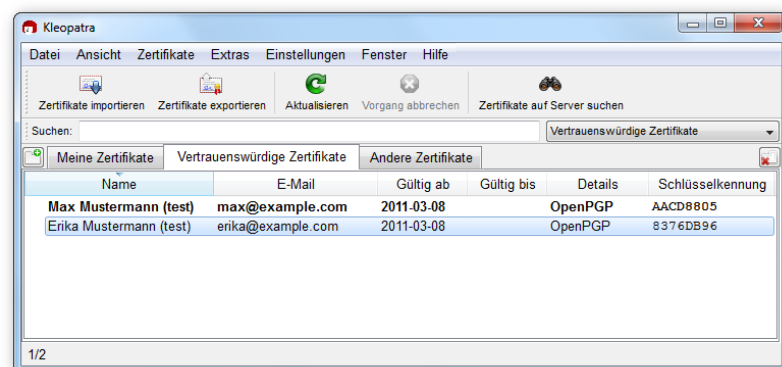 Kleopatra
Datei Ansicht Zertifikate Extras Einstellungen Fenster Hilfe
Zertifikate importieren Zertifikate exportieren Aktualisieren Vorgang abbrechen Zertifikate auf Server suchen
Suchen: Vertrauenswürdige Zertifikate
Meine Zertifikate Vertrauenswürdige Zertifikate Andere Zertifikate
Name E-Mail Gültig ab Gültig bis Details Schlüsselkennung
Max Mustermann (test) max@example.com 2011-03-08 OpenPGP AACD8805
Erika Mustermann (test) erika@example.com 2011-03-08 OpenPGP 8376DB96
1/2